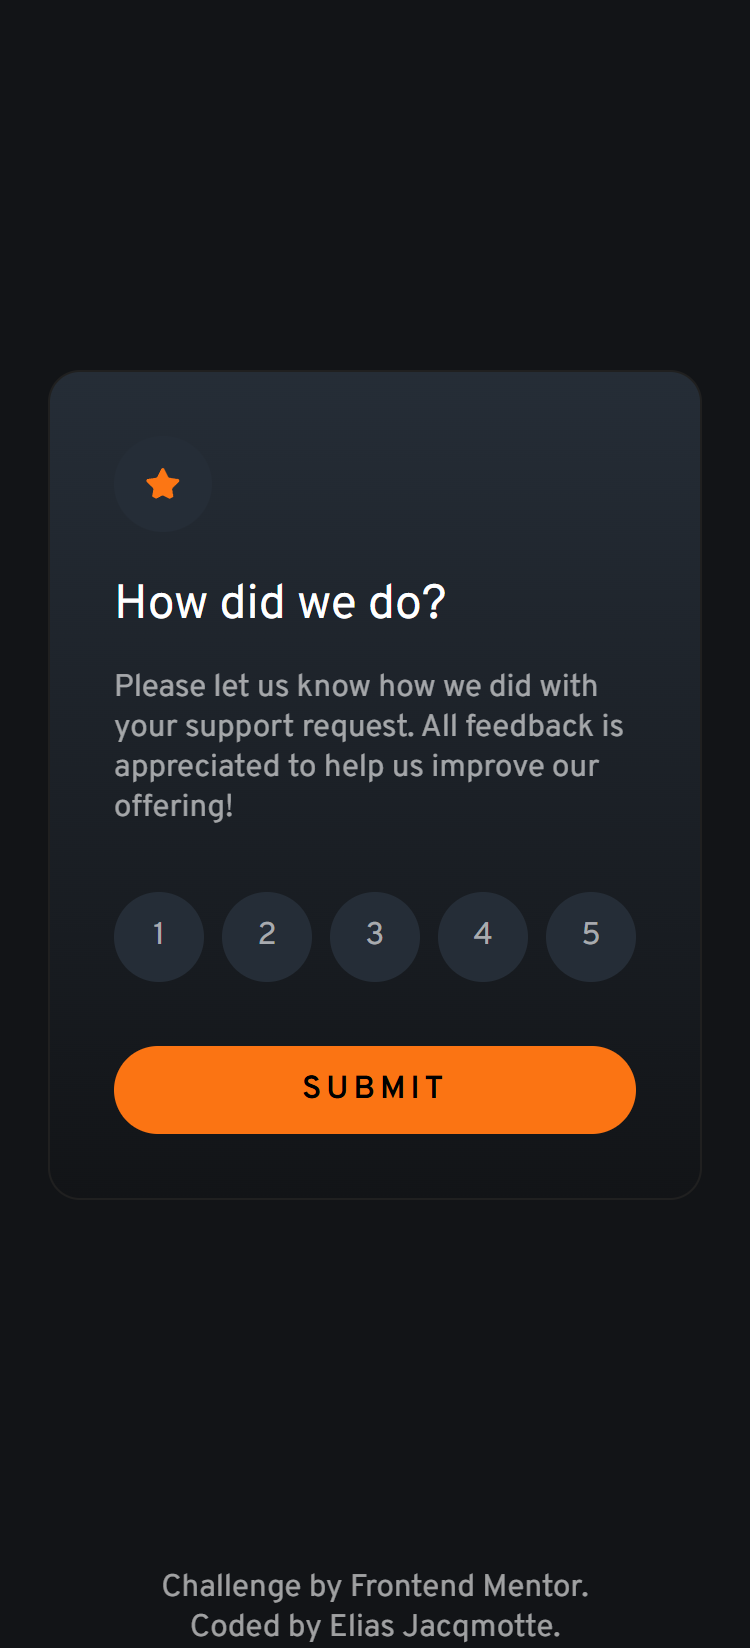 How did we do?
Please let us know how we did with
your support request. All feedback is
appreciated to help us improve our
offering!
1 2 3 4 5
SUBMIT
Challenge by Frontend Mentor.
Coded by Elias Jacqmotte.